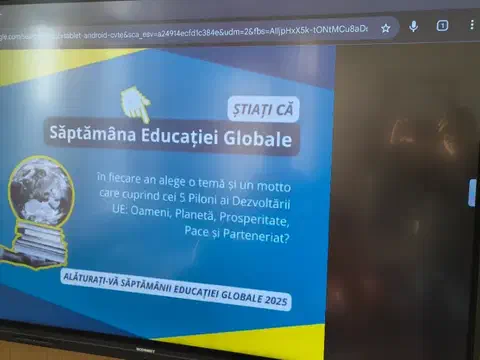 ȘTIAȚI CĂ
Săptămâna Educației Globale
în fiecare an alege o temă și un motto
care cuprind cei 5 Piloni ai Dezvoltării
UE: Oameni, Planetă, Prosperitate,
Pace și Parteneriat?
ALĂTURAȚI-VĂ SĂPTĂMÂNII EDUCAȚIEI GLOBALE 2025